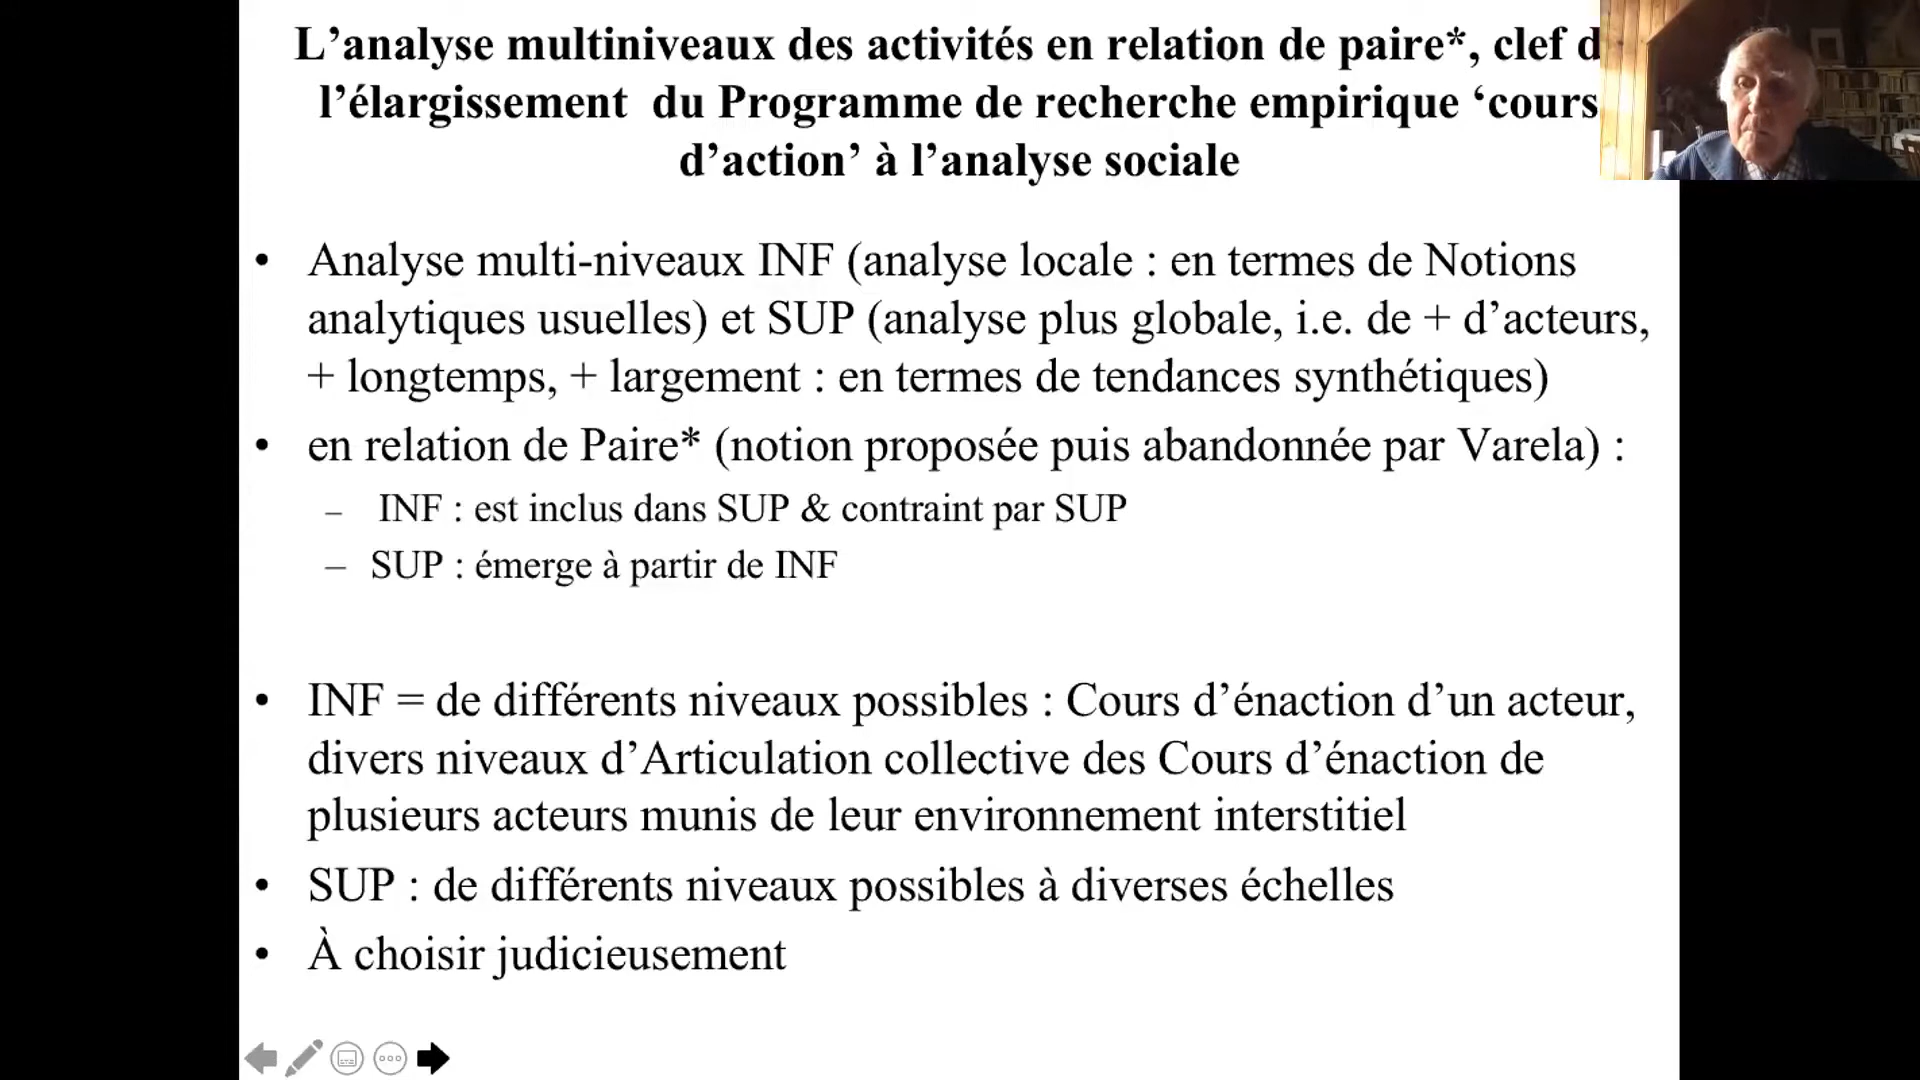 L’analyse multiniveaux des activités en relation de paire*, clef d
l’élargissement du Programme de recherche empirique ‘cours
d’action’ à l’analyse sociale
• Analyse multi-niveaux INF (analyse locale : en termes de Notions
analytiques usuelles) et SUP (analyse plus globale, i.e. de + d’acteurs,
+ longtemps, + largement : en termes de tendances synthétiques)
• en relation de Paire* (notion proposée puis abandonnée par Varela) :
– INF : est inclus dans SUP & contraint par SUP
– SUP : émerge à partir de INF
• INF = de différents niveaux possibles : Cours d’énaction d’un acteur,
divers niveaux d’Articulation collective des Cours d’énaction de
plusieurs acteurs munis de leur environnement interstitiel
• SUP : de différents niveaux possibles à diverses échelles
• À choisir judicieusement